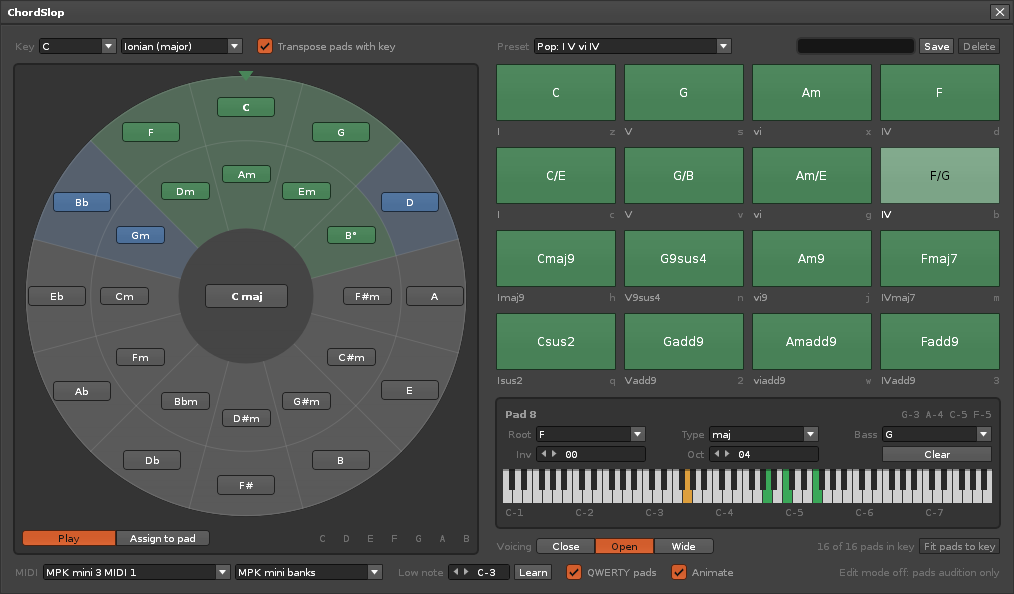 ChordSlop
Key C Ionian (major) Transpose pads with key
Preset Pop: I V vi IV Save Delete
C
F G
Am
Dm Em
Bb D
Gm B°
Eb Cm C maj F#m A
Fm C#m
Ab E
Bbm G#m
D#m
Db B
F#
Play Assign to pad C D E F G A B
C G Am F
I z V s vi x IV d
C/E G/B Am/E F/G
I c V v vi g IV b
Cmaj9 G9sus4 Am9 Fmaj7
Imaj9 h V9sus4 n vi9 j IVmaj7 m
Csus2 Gadd9 Amadd9 Fadd9
Isus2 q Vadd9 2 viadd9 w IVadd9 3
Pad 8 G-3 A-4 C-5 F-5
Root F Type maj Bass G
Inv 00 Oct 04 Clear
C-1 C-2 C-3 C-4 C-5 C-6 C-7
Voicing Close Open Wide 16 of 16 pads in key Fit pads to key
MIDI MPK mini 3 MIDI 1 MPK mini banks Low note C-3 Learn QWERTY pads Animate Edit mode off: pads audition only